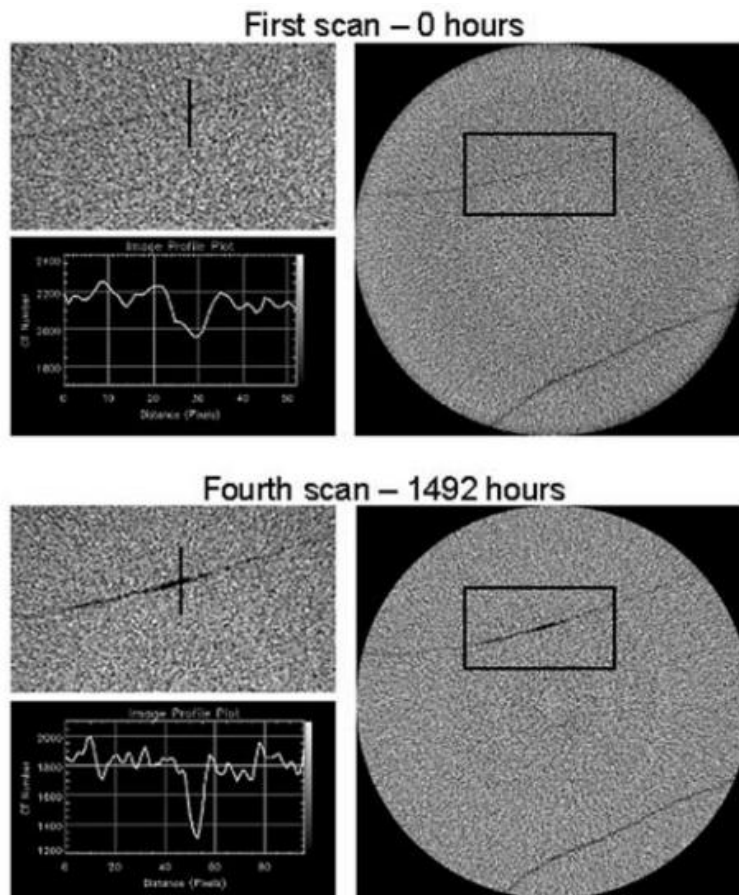 First scan – 0 hours
Image Profile Plot
CT Number
2400
2200
2000
1800
0 10 20 30 40 50
Distance (Pixels)
Fourth scan – 1492 hours
Image Profile Plot
CT Number
2000
1800
1600
1400
1200
0 20 40 60 80
Distance (Pixels)